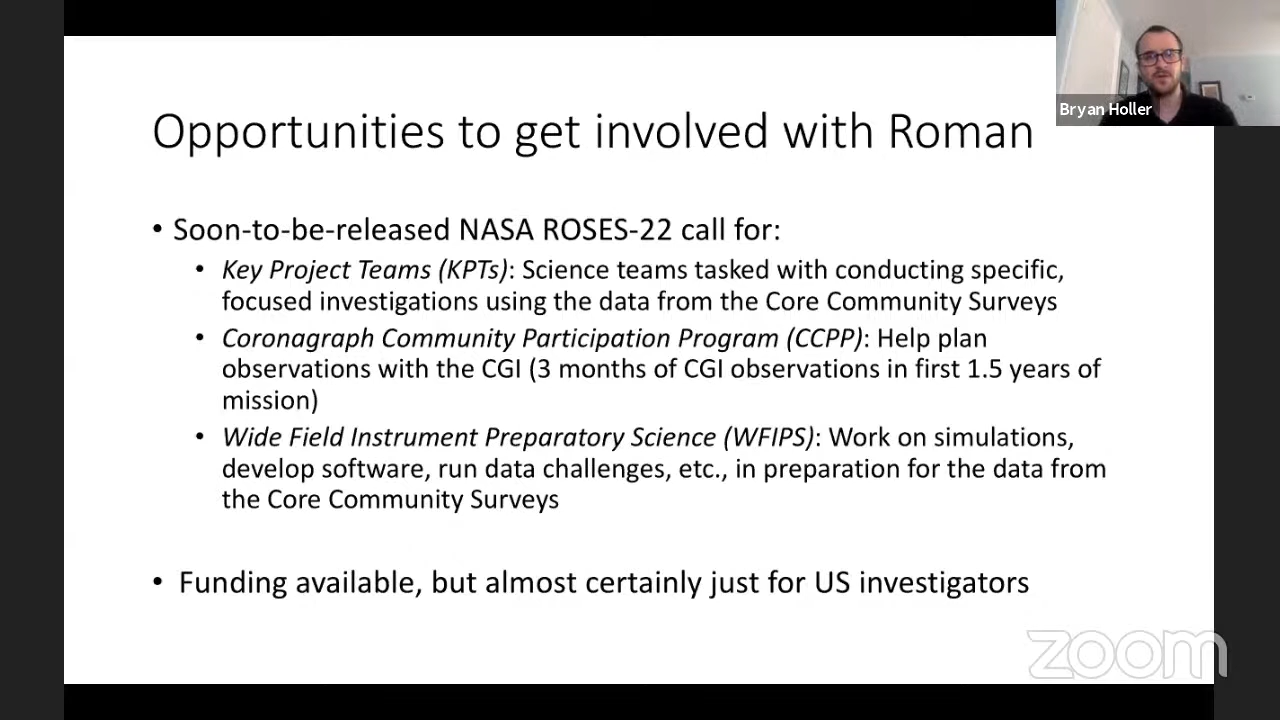 Bryan Holler
Opportunities to get involved with Roman
• Soon-to-be-released NASA ROSES-22 call for:
• Key Project Teams (KPTs): Science teams tasked with conducting specific,
focused investigations using the data from the Core Community Surveys
• Coronagraph Community Participation Program (CCPP): Help plan
observations with the CGI (3 months of CGI observations in first 1.5 years of
mission)
• Wide Field Instrument Preparatory Science (WFIPS): Work on simulations,
develop software, run data challenges, etc., in preparation for the data from
the Core Community Surveys
• Funding available, but almost certainly just for US investigators
zoom